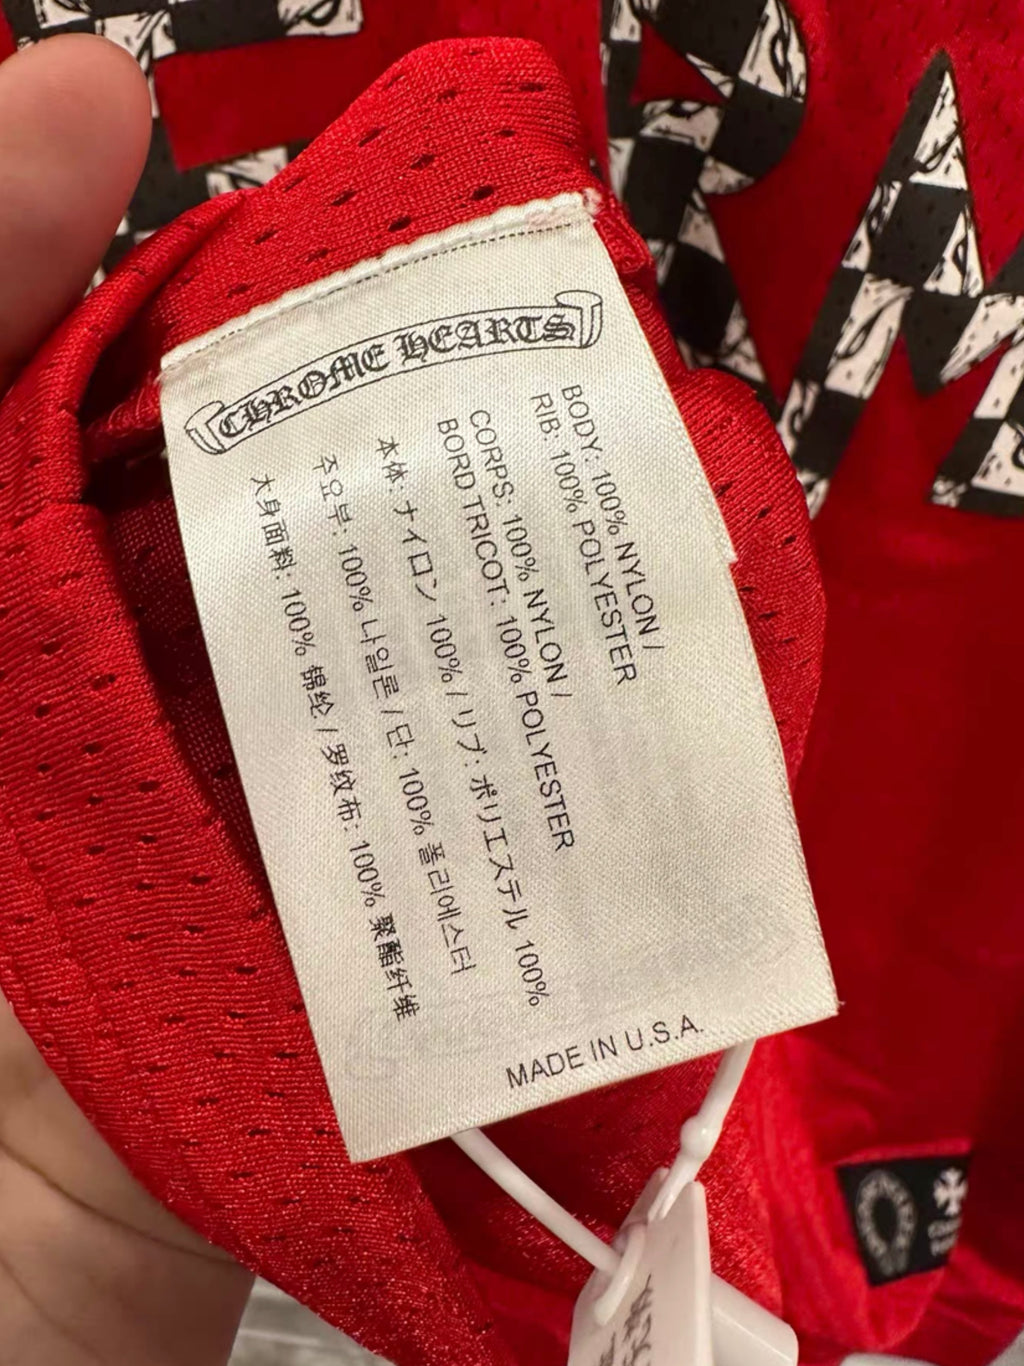 CHROME HEARTS
BODY: 100% NYLON /
RIB: 100% POLYESTER
CORPS: 100% NYLON /
BORD TRICOT: 100% POLYESTER
本体: ナイロン 100% / リブ: ポリエステル 100%
주요부: 100% 나일론 / 단: 100% 폴리에스터
大身面料: 100% 锦纶 / 罗纹布: 100% 聚酯纤维
MADE IN U.S.A.